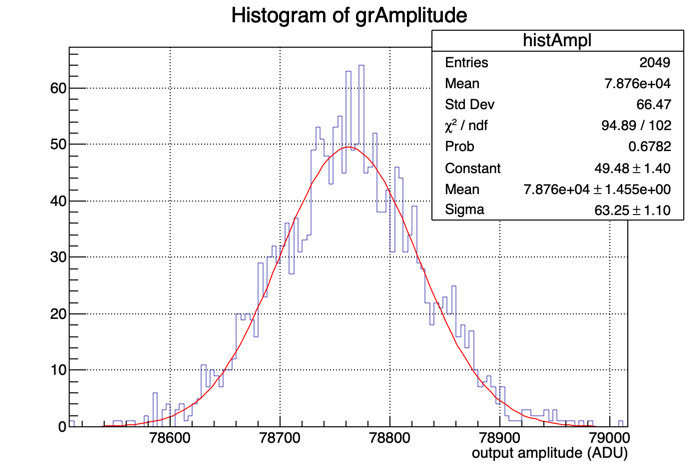 Histogram of grAmplitude
histAmpl
Entries 2049
Mean 7.876e+04
Std Dev 66.47
χ² / ndf 94.89 / 102
Prob 0.6782
Constant 49.48 ± 1.40
Mean 7.876e+04 ± 1.455e+00
Sigma 63.25 ± 1.10
60
50
40
30
20
10
0
78600 78700 78800 78900 79000
output amplitude (ADU)